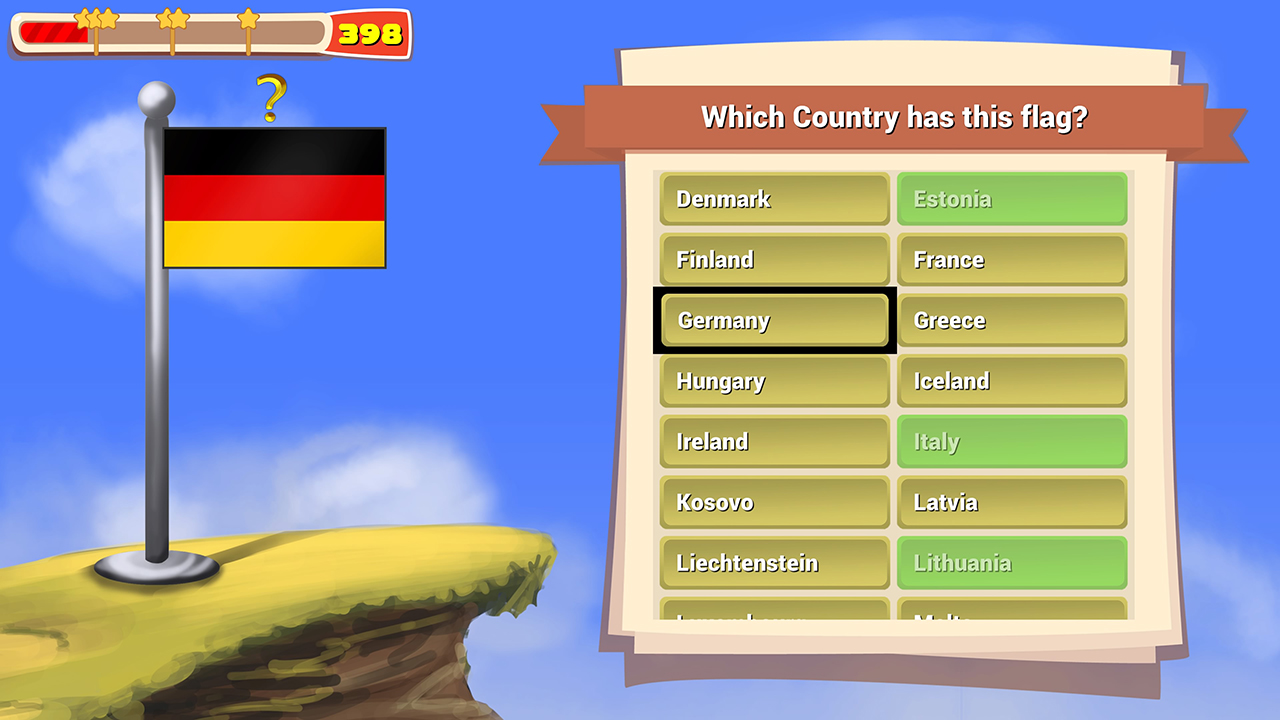 398
?
Which Country has this flag?
Denmark
Estonia
Finland
France
Germany
Greece
Hungary
Iceland
Ireland
Italy
Kosovo
Latvia
Liechtenstein
Lithuania